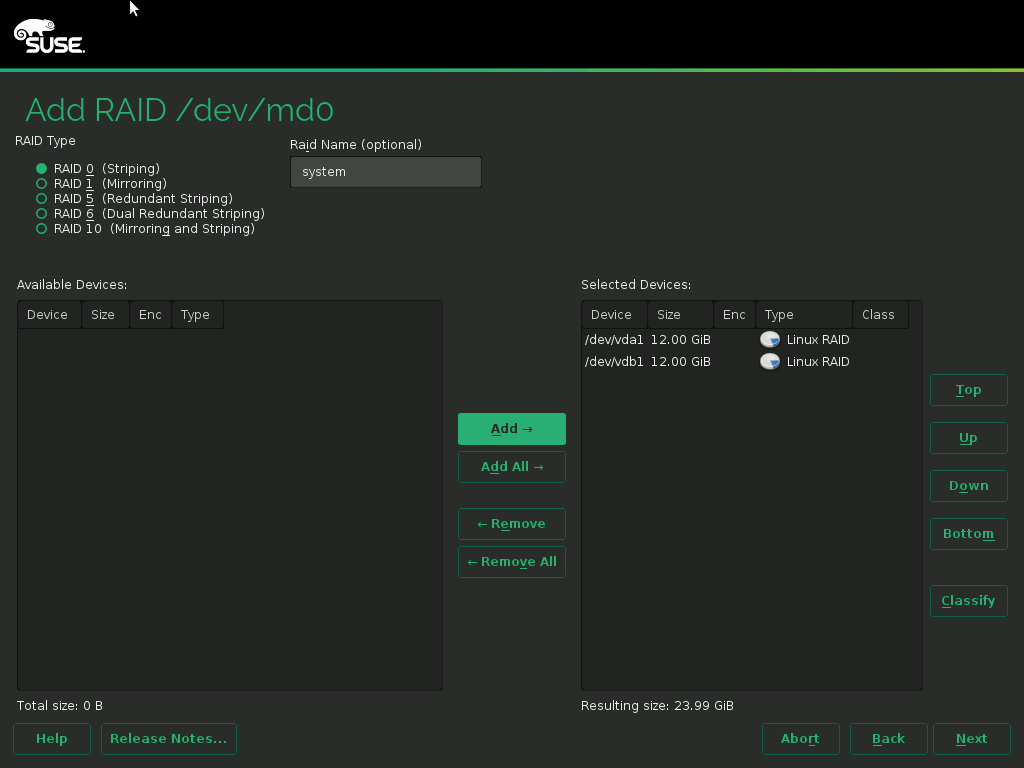 SUSE.
Add RAID /dev/md0
RAID Type
RAID 0 (Striping)
RAID 1 (Mirroring)
RAID 5 (Redundant Striping)
RAID 6 (Dual Redundant Striping)
RAID 10 (Mirroring and Striping)
Raid Name (optional)
system
Available Devices:
Device Size Enc Type
Total size: 0 B
Add →
Add All →
← Remove
← Remove All
Selected Devices:
Device Size Enc Type Class
/dev/vda1 12.00 GiB Linux RAID
/dev/vdb1 12.00 GiB Linux RAID
Resulting size: 23.99 GiB
Top
Up
Down
Bottom
Classify
Help Release Notes... Abort Back Next